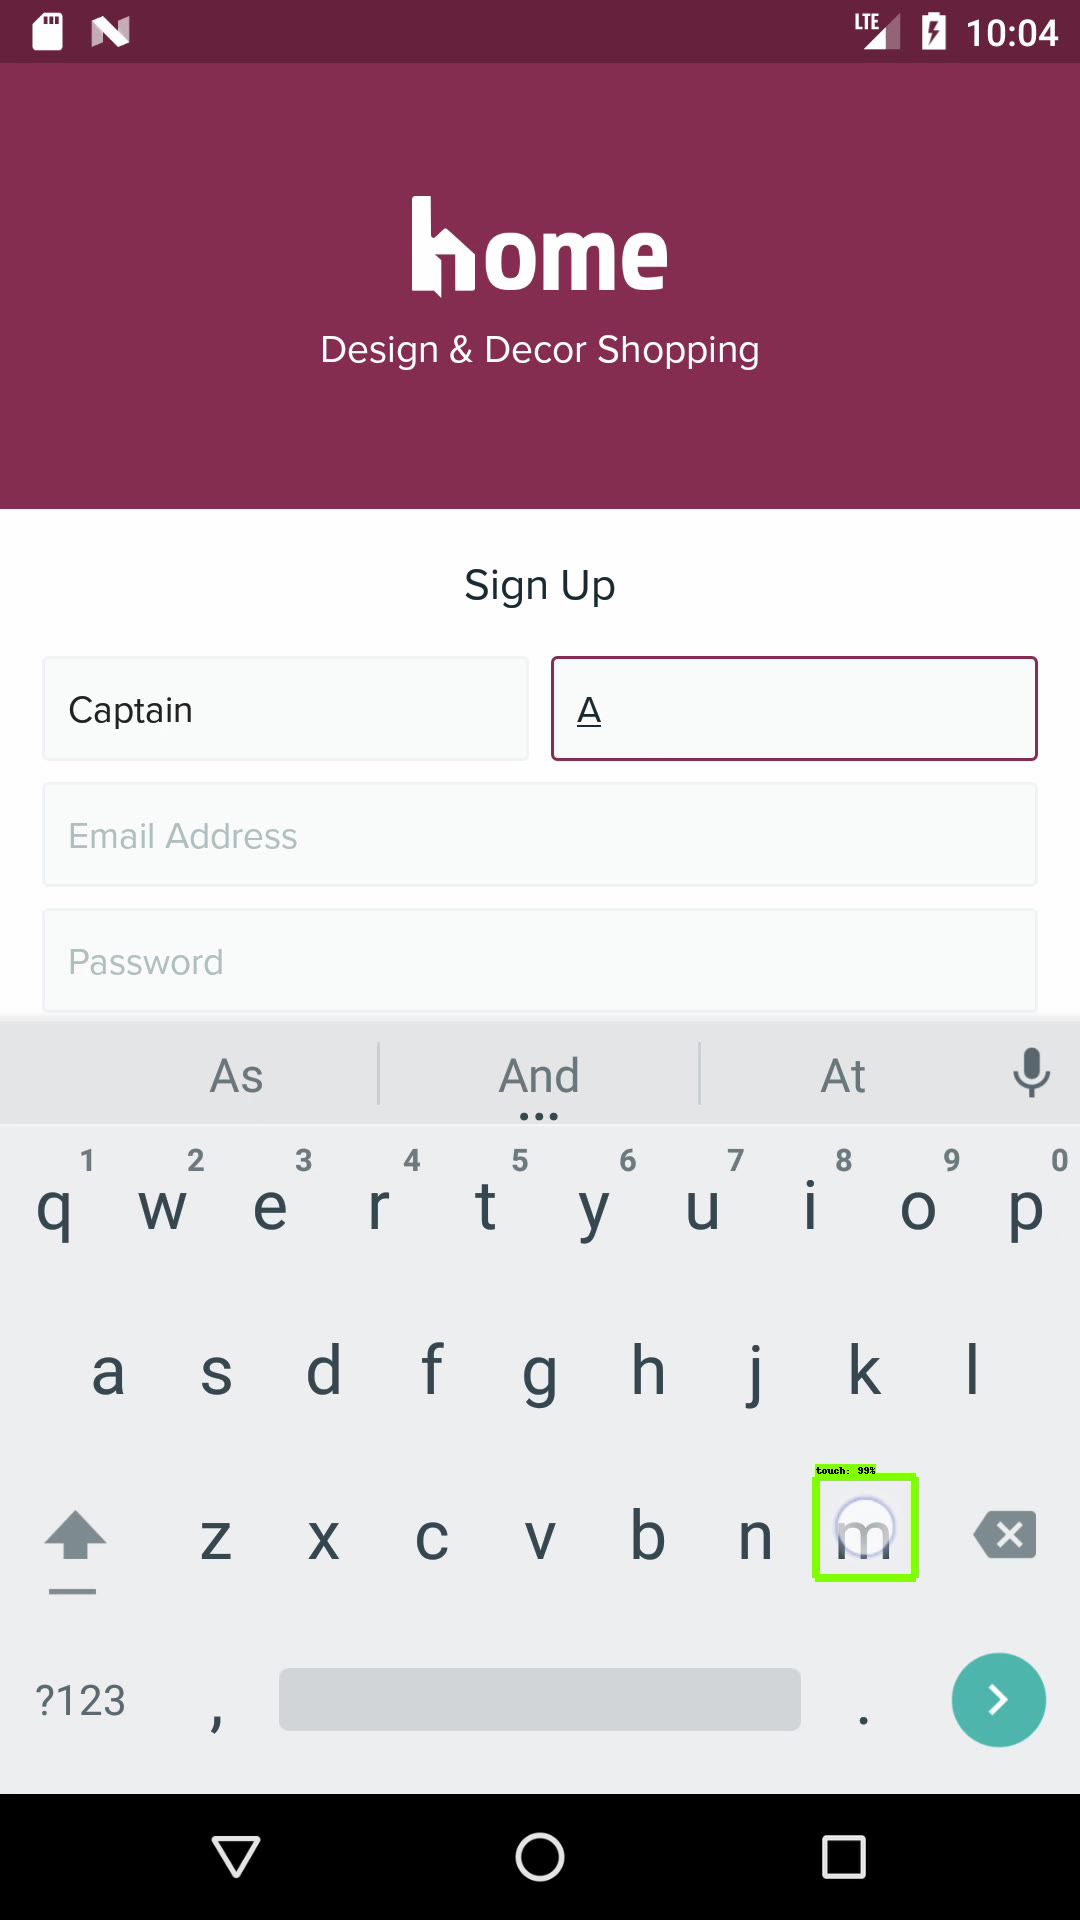 LTE 10:04
home
Design & Decor Shopping
Sign Up
Captain A
Email Address
Password
As And At
1 2 3 4 5 6 7 8 9 0
q w e r t y u i o p
a s d f g h j k l
touch: 99%
z x c v b n m
?123 , .